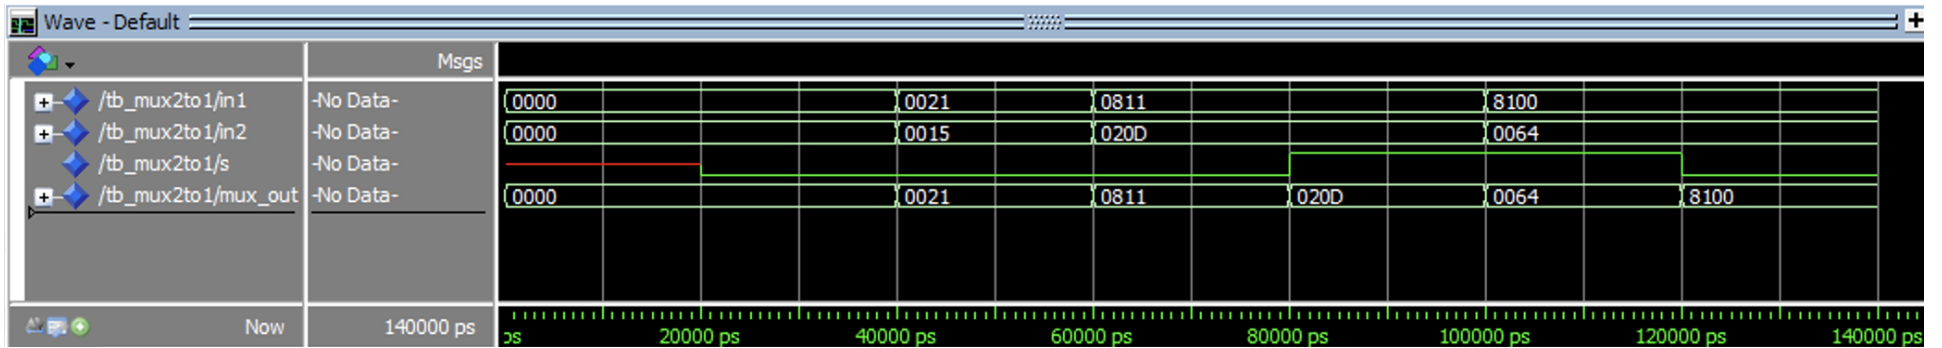 Wave - Default
Msgs
/tb_mux2to1/in1 -No Data- 0000 0021 0811 8100
/tb_mux2to1/in2 -No Data- 0000 0015 020D 0064
/tb_mux2to1/s -No Data-
/tb_mux2to1/mux_out -No Data- 0000 0021 0811 020D 0064 8100
Now 140000 ps ps 20000 ps 40000 ps 60000 ps 80000 ps 100000 ps 120000 ps 140000 ps